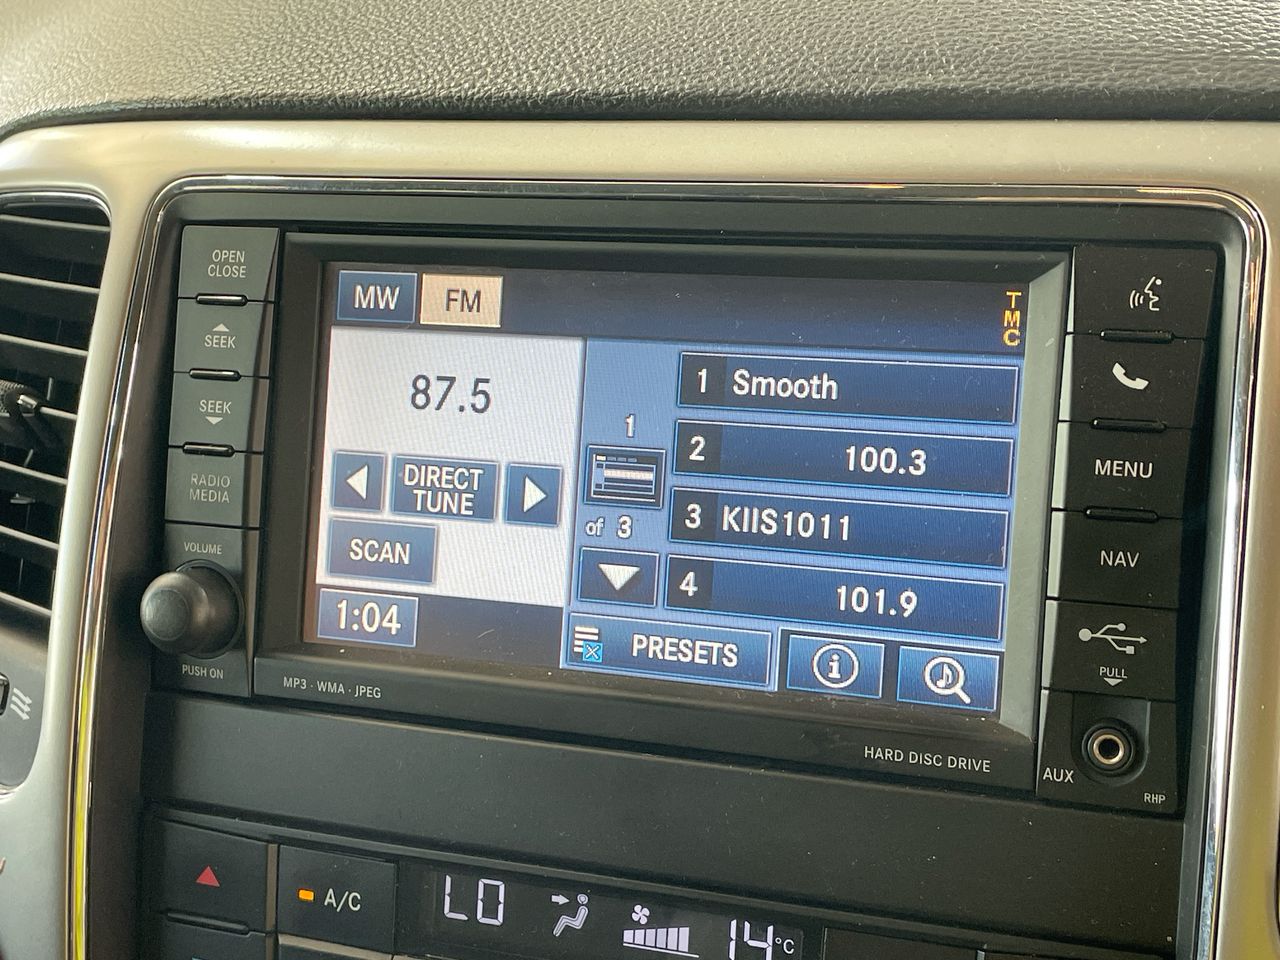 OPEN
CLOSE
SEEK
SEEK
RADIO
MEDIA
VOLUME
PUSH ON
MP3 · WMA · JPEG
MW
FM
TMC
87.5
DIRECT
TUNE
SCAN
1:04
1
of 3
1 Smooth
2 100.3
3 KIIS1011
4 101.9
PRESETS
i
MENU
NAV
PULL
AUX
RHP
HARD DISC DRIVE
A/C
LO
14°C